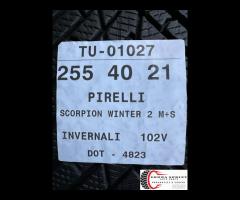 TU-01027
255 40 21
PIRELLI
SCORPION WINTER 2 M+S
INVERNALI 102V
DOT - 4823